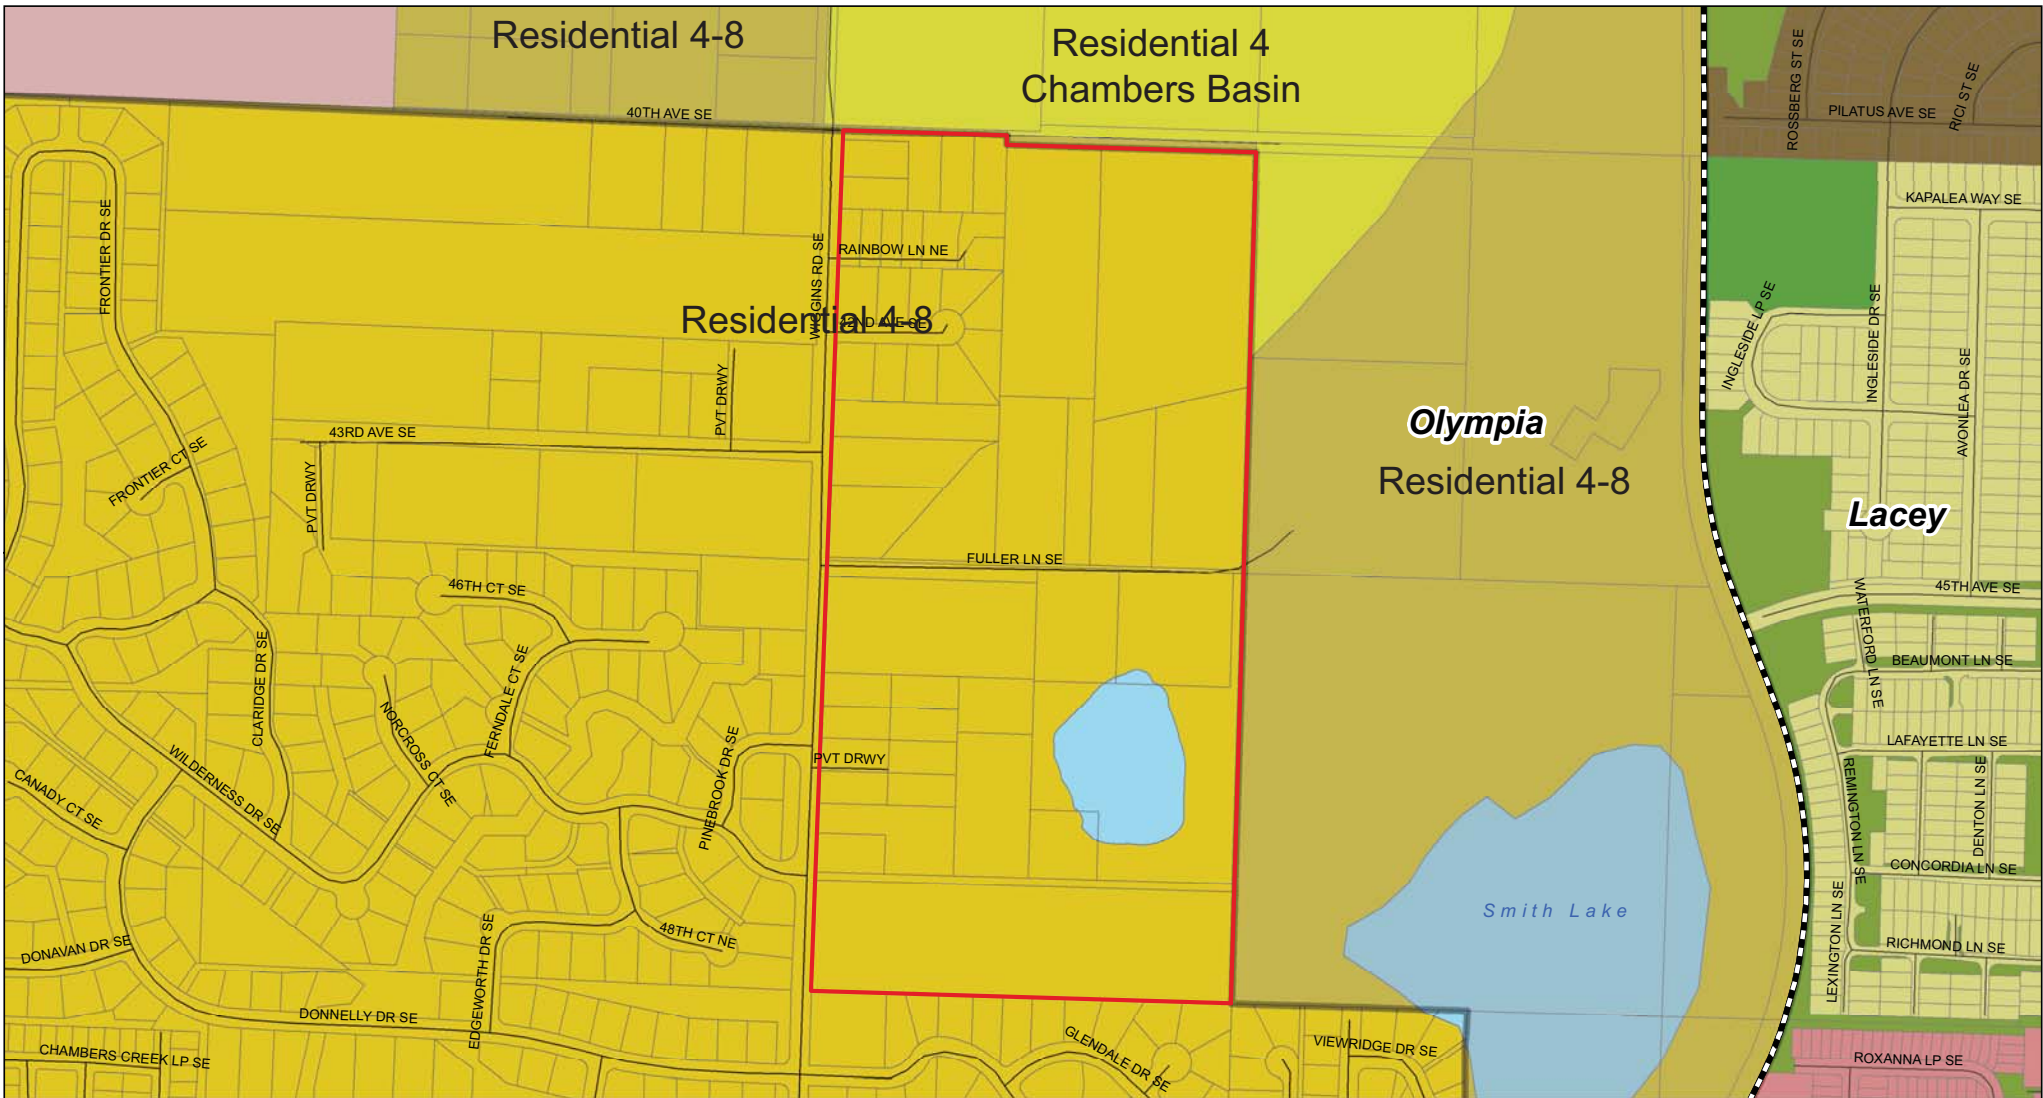 Residential 4-8
Residential 4
Chambers Basin
40TH AVE SE
ROSSBERG ST SE
PILATUS AVE SE
RICI ST SE
KAPALEA WAY SE
FRONTIER DR SE
WIGGINS RD SE
RAINBOW LN NE
Residential 4-8
42ND AVE SE
INGLESIDE LP SE
INGLESIDE DR SE
AVONLEA DR SE
PVT DRWY
43RD AVE SE
FRONTIER CT SE
PVT DRWY
Olympia
Residential 4-8
Lacey
FULLER LN SE
46TH CT SE
45TH AVE SE
WATERFORD LN SE
BEAUMONT LN SE
CLARIDGE DR SE
FERNDALE CT SE
NORCROSS CT SE
PINEBROOK DR SE
PVT DRWY
LAFAYETTE LN SE
REMINGTON LN SE
DENTON LN SE
WILDERNESS DR SE
CANADY CT SE
CONCORDIA LN SE
Smith Lake
LEXINGTON LN SE
RICHMOND LN SE
DONAVAN DR SE
EDGEWORTH DR SE
48TH CT NE
DONNELLY DR SE
CHAMBERS CREEK LP SE
GLENDALE DR SE
VIEWRIDGE DR SE
ROXANNA LP SE